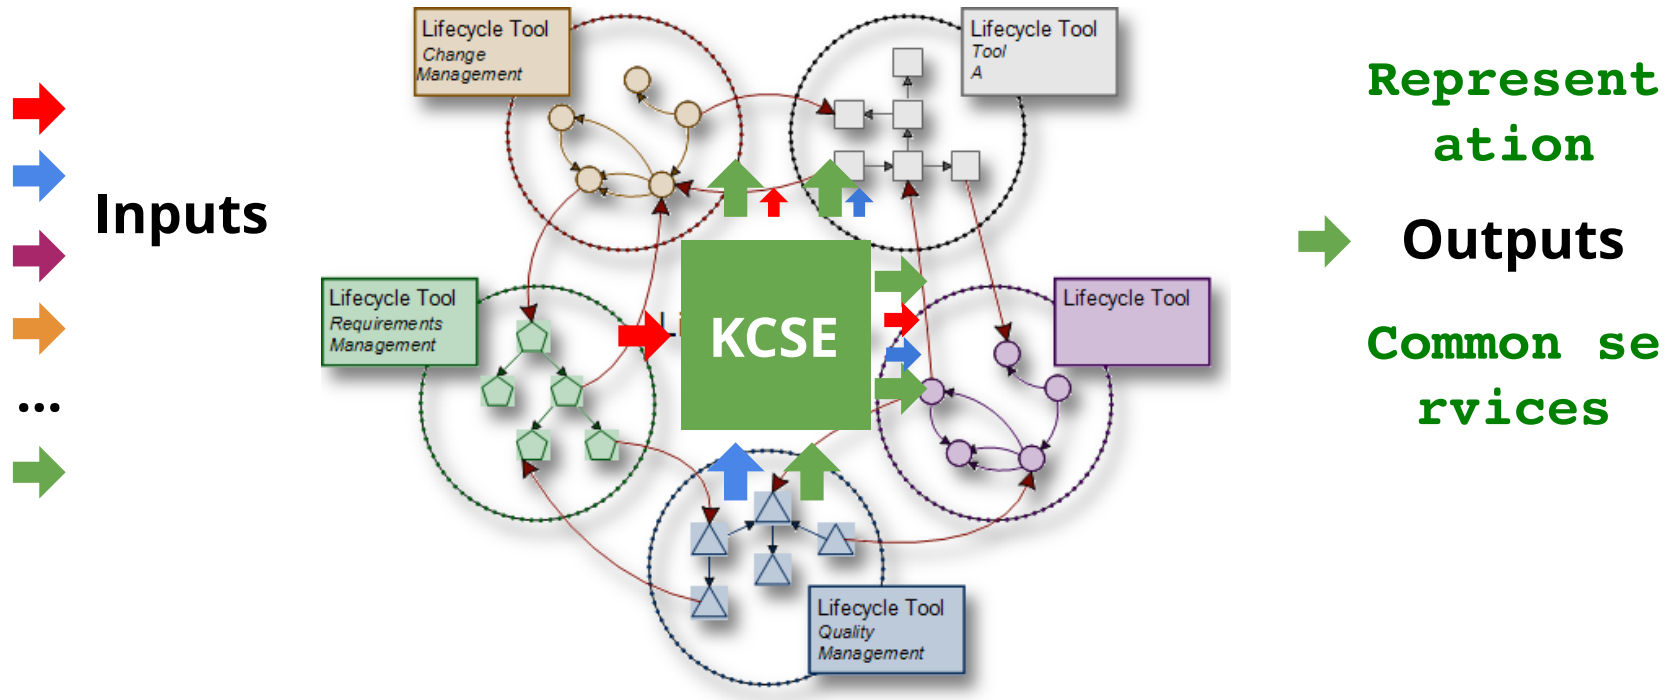 Lifecycle Tool
Change
Management
Lifecycle Tool
Tool
A
Represent
ation
Inputs
Outputs
Lifecycle Tool
Requirements
Management
KCSE
Lifecycle Tool
Common se
rvices
...
Lifecycle Tool
Quality
Management